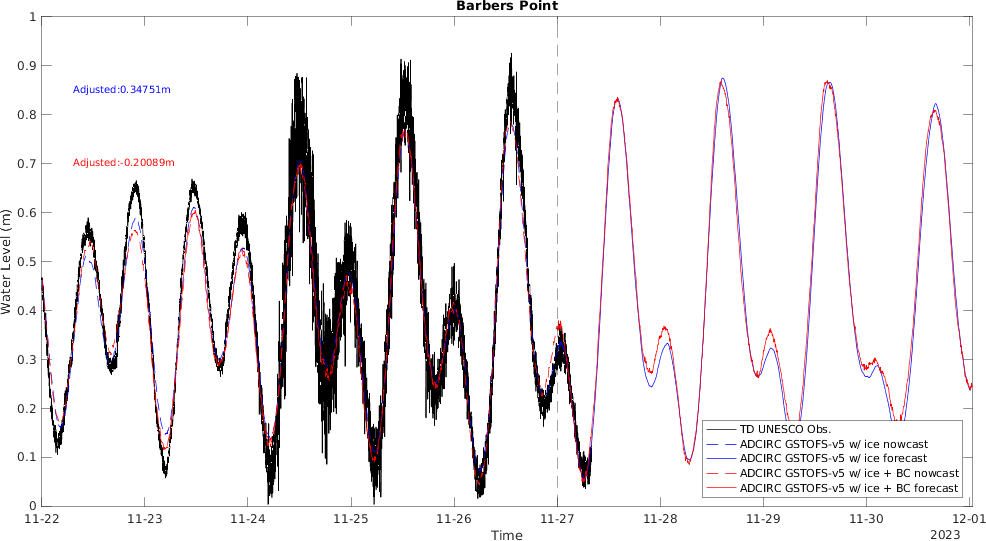 Barbers Point
Water Level (m)
1
0.9
0.8
0.7
0.6
0.5
0.4
0.3
0.2
0.1
0
Adjusted:0.34751m
Adjusted:-0.20089m
TD UNESCO Obs.
ADCIRC GSTOFS-v5 w/ ice nowcast
ADCIRC GSTOFS-v5 w/ ice forecast
ADCIRC GSTOFS-v5 w/ ice + BC nowcast
ADCIRC GSTOFS-v5 w/ ice + BC forecast
11-22 11-23 11-24 11-25 11-26 11-27 11-28 11-29 11-30 12-01
Time
2023